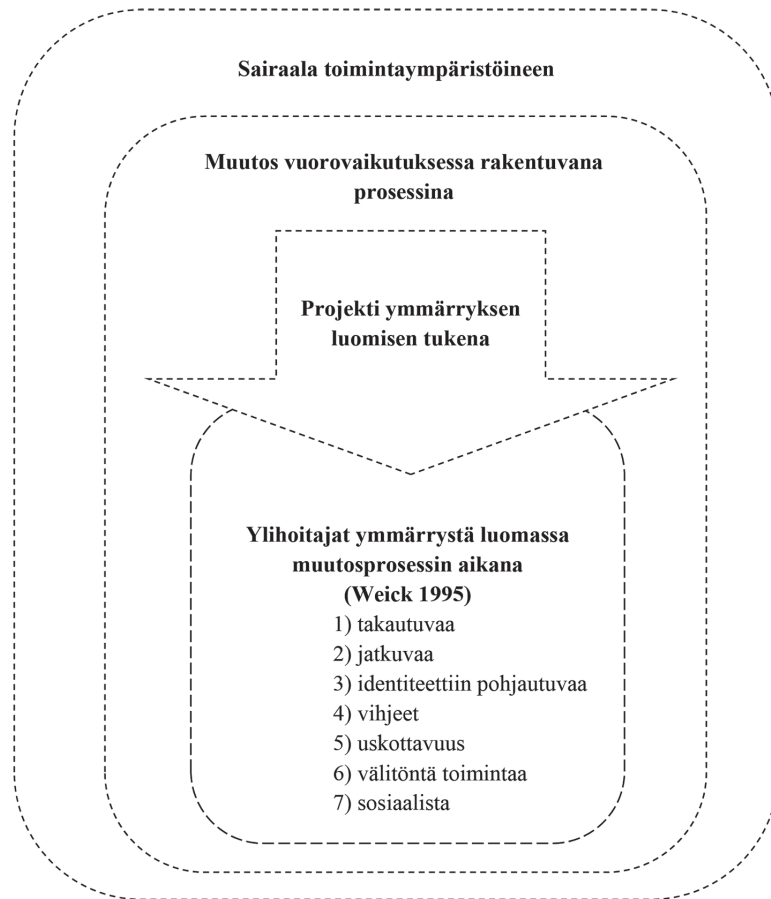 Sairaala toimintaympäristöineen
Muutos vuorovaikutuksessa rakentuvana
prosessina
Projekti ymmärryksen
luomisen tukena
Ylihoitajat ymmärrystä luomassa
muutosprosessin aikana
(Weick 1995)
1) takautuvaa
2) jatkuvaa
3) identiteettiin pohjautuvaa
4) vihjeet
5) uskottavuus
6) välitöntä toimintaa
7) sosiaalista